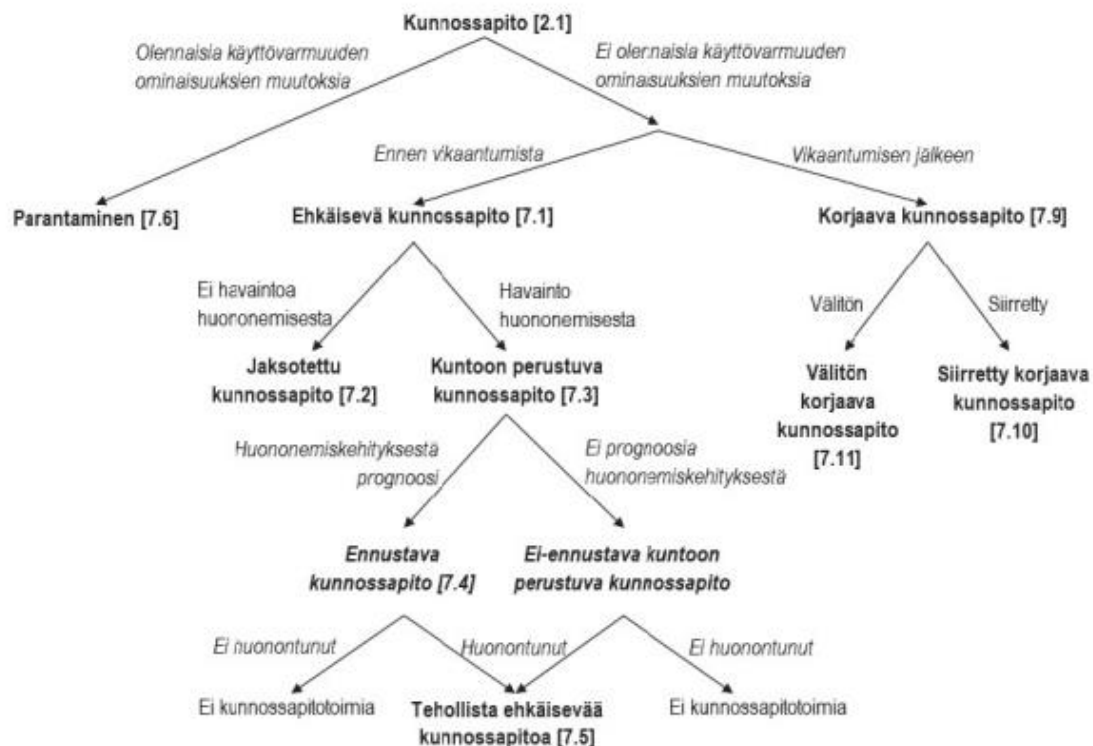 Kunnossapito [2.1]
Olennaisia käyttövarmuuden
ominaisuuksien muutoksia
Ei olennaisia käyttövarmuuden
ominaisuuksien muutoksia
Ennen vikaantumista
Vikaantumisen jälkeen
Parantaminen [7.6]
Ehkäisevä kunnossapito [7.1]
Korjaava kunnossapito [7.9]
Ei havaintoa
huononemisesta
Havainto
huononemisesta
Välitön
Siirretty
Jaksotettu
kunnossapito [7.2]
Kuntoon perustuva
kunnossapito [7.3]
Välitön
korjaava
kunnossapito
[7.11]
Siirretty korjaava
kunnossapito
[7.10]
Huononemiskehityksestä
prognoosi
Ei prognoosia
huononemiskehityksestä
Ennustava
kunnossapito [7.4]
Ei-ennustava kuntoon
perustuva kunnossapito
Ei huonontunut
Huonontunut
Ei huonontunut
Ei kunnossapitotoimia
Tehollista ehkäisevää
kunnossapitoa [7.5]
Ei kunnossapitotoimia